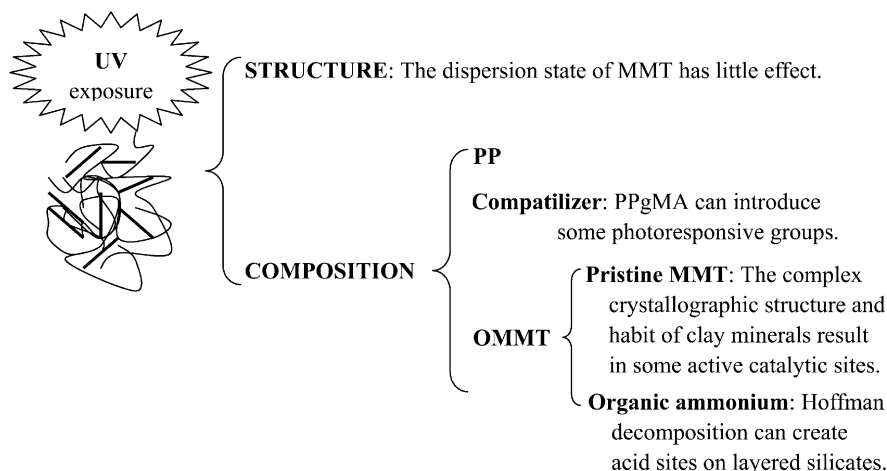 UV
exposure
STRUCTURE: The dispersion state of MMT has little effect.
PP
Compatilizer: PPgMA can introduce
some photoresponsive groups.
COMPOSITION
Pristine MMT: The complex
crystallographic structure and
habit of clay minerals result
in some active catalytic sites.
OMMT
Organic ammonium: Hoffman
decomposition can create
acid sites on layered silicates.